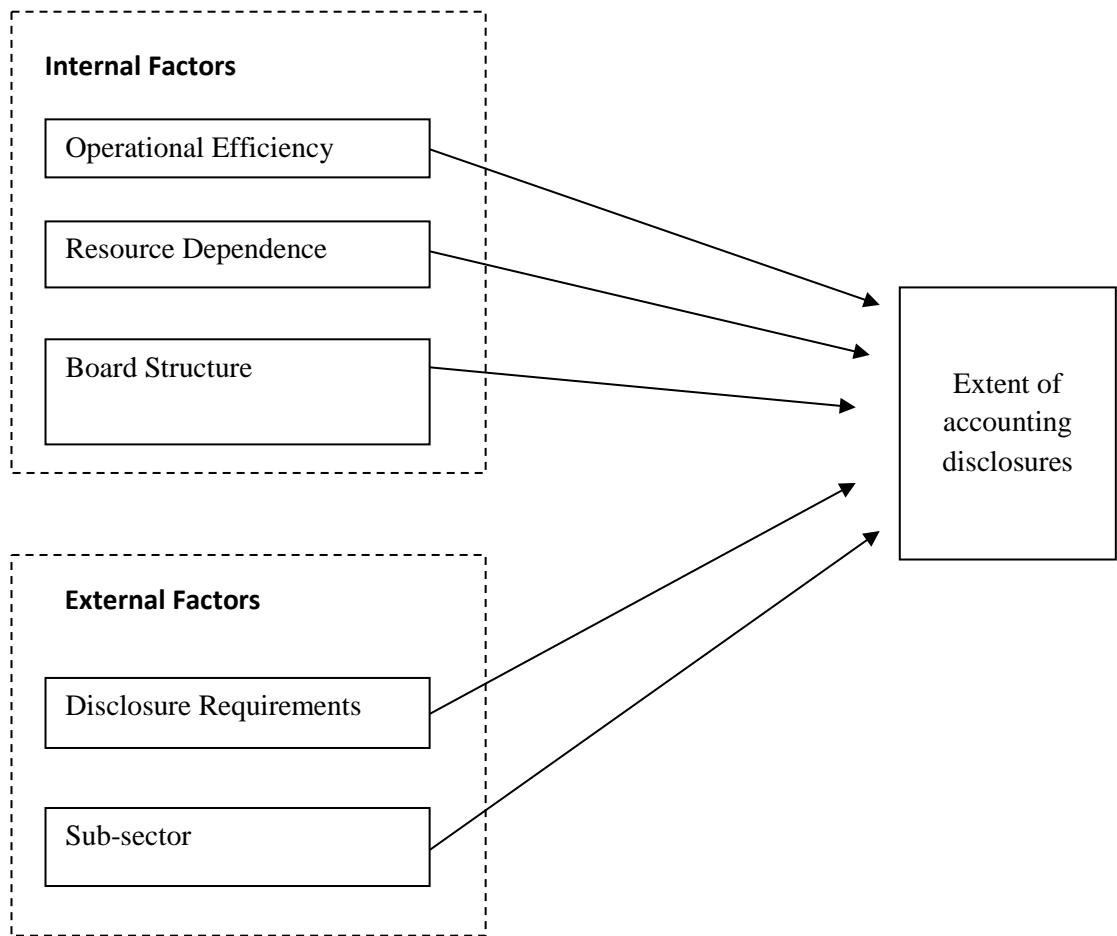 Internal Factors
Operational Efficiency
Resource Dependence
Board Structure
Extent of
accounting
disclosures
External Factors
Disclosure Requirements
Sub-sector